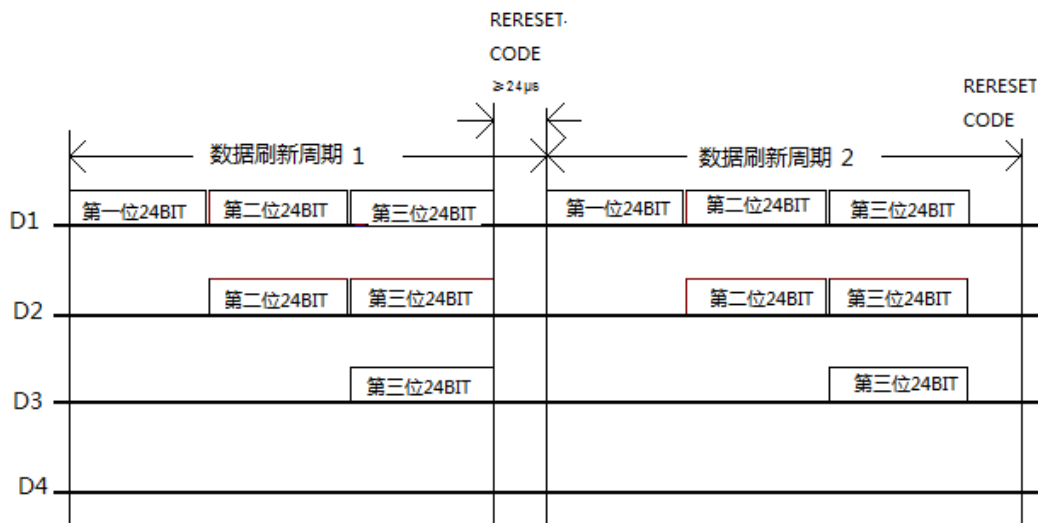 RERESET
CODE
≥24μs
RERESET
CODE
数据刷新周期 1
数据刷新周期 2
D1
第一位24BIT
第二位24BIT
第三位24BIT
第一位24BIT
第二位24BIT
第三位24BIT
D2
第二位24BIT
第三位24BIT
第二位24BIT
第三位24BIT
D3
第三位24BIT
第三位24BIT
D4